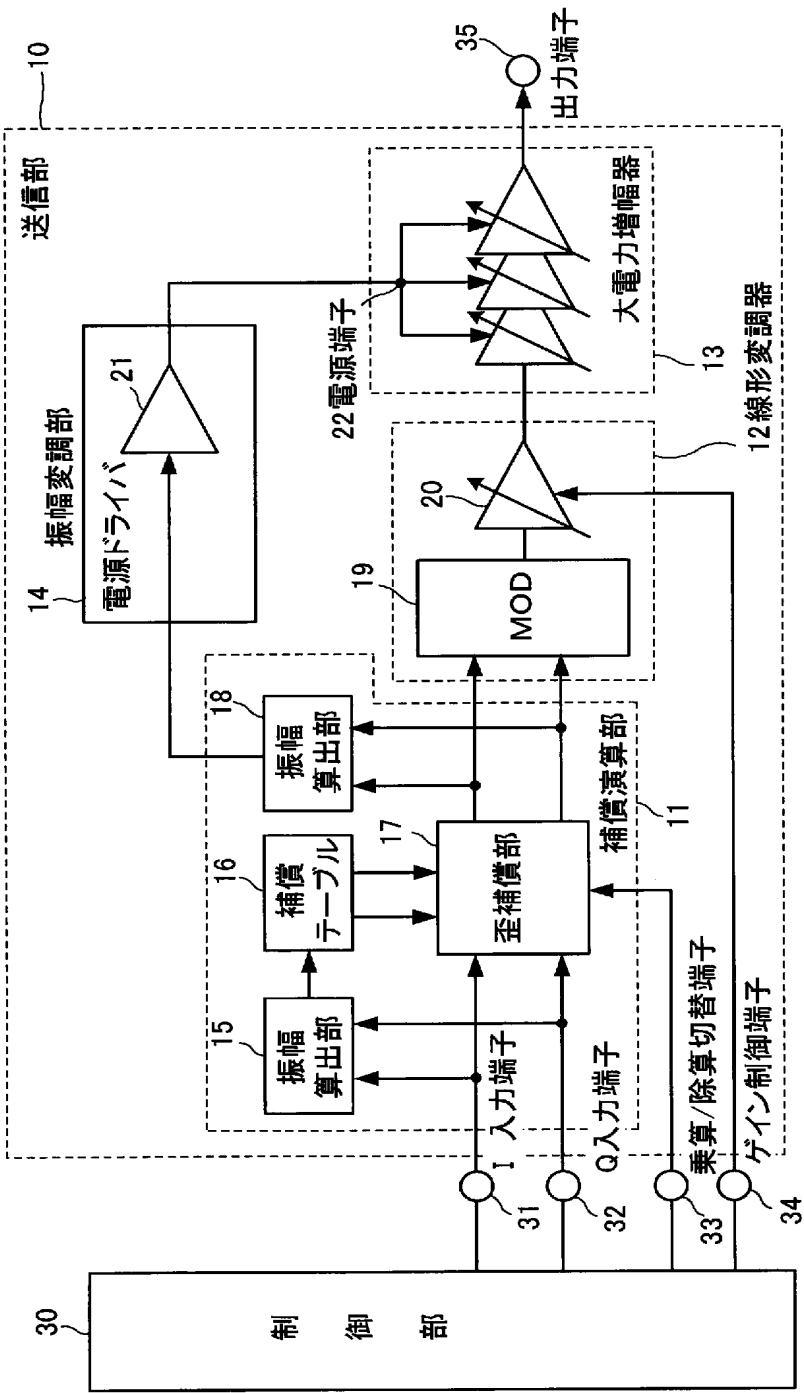 10
送信部
振幅変調部
14
電源ドライバ
21
35
出力端子
22電源端子
大電力増幅器
13
18
振幅
算出部
16
補償
テーブル
15
振幅
算出部
17
歪補償部
補償演算部
11
19
MOD
20
12線形変調器
30
制御部
31
I 入力端子
32
Q入力端子
33
乗算/除算切替端子
34
ゲイン制御端子